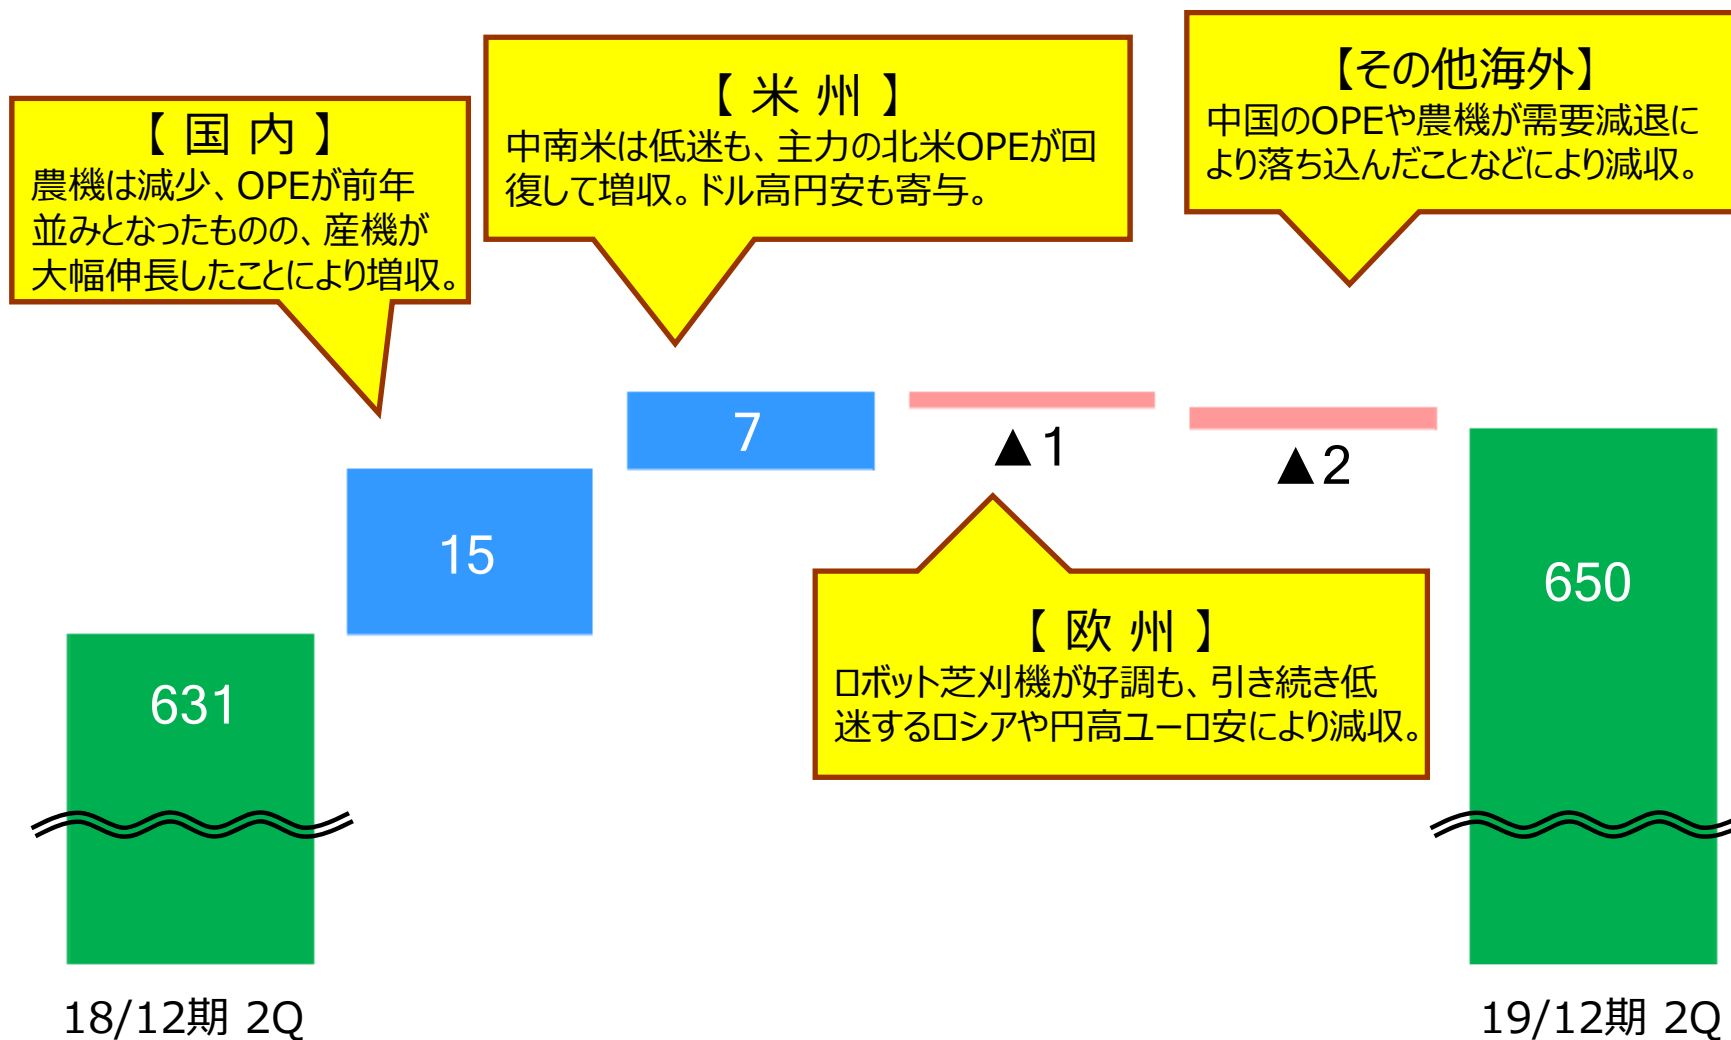 【 国 内 】
農機は減少、OPEが前年
並みとなったものの、産機が
大幅伸長したことにより増収。
【 米 州 】
中南米は低迷も、主力の北米OPEが回
復して増収。ドル高円安も寄与。
【その他海外】
中国のOPEや農機が需要減退に
より落ち込んだことなどにより減収。
7
▲1
▲2
15
650
【 欧 州 】
ロボット芝刈機が好調も、引き続き低
迷するロシアや円高ユーロ安により減収。
631
18/12期 2Q
19/12期 2Q